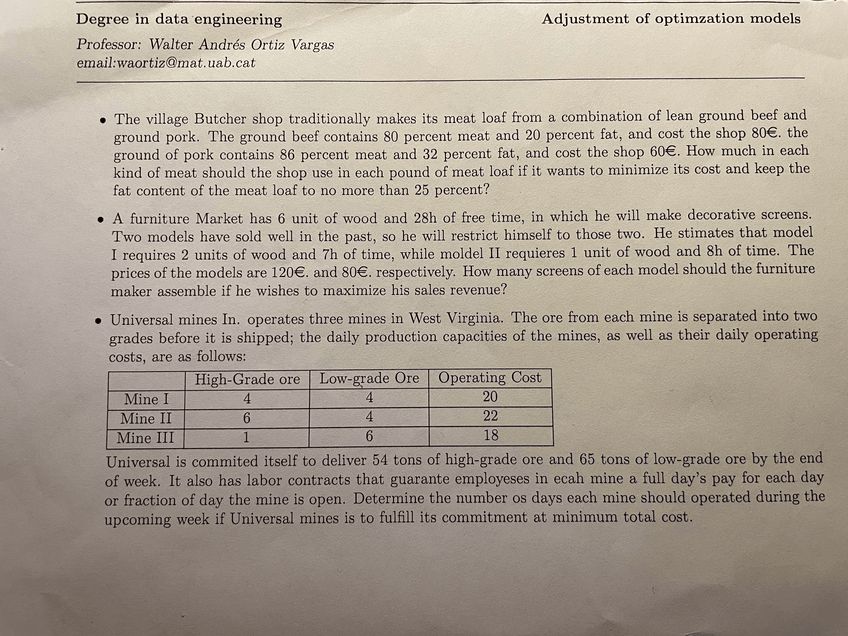 Degree in data engineering Adjustment of optimzation models
Professor: Walter Andrés Ortiz Vargas
email:waortiz@mat.uab.cat
• The village Butcher shop traditionally makes its meat loaf from a combination of lean ground beef and
ground pork. The ground beef contains 80 percent meat and 20 percent fat, and cost the shop 80€. the
ground of pork contains 86 percent meat and 32 percent fat, and cost the shop 60€. How much in each
kind of meat should the shop use in each pound of meat loaf if it wants to minimize its cost and keep the
fat content of the meat loaf to no more than 25 percent?
• A furniture Market has 6 unit of wood and 28h of free time, in which he will make decorative screens.
Two models have sold well in the past, so he will restrict himself to those two. He stimates that model
I requires 2 units of wood and 7h of time, while moldel II requieres 1 unit of wood and 8h of time. The
prices of the models are 120€. and 80€. respectively. How many screens of each model should the furniture
maker assemble if he wishes to maximize his sales revenue?
• Universal mines In. operates three mines in West Virginia. The ore from each mine is separated into two
grades before it is shipped; the daily production capacities of the mines, as well as their daily operating
costs, are as follows:
High-Grade ore Low-grade Ore Operating Cost
Mine I 4 4 20
Mine II 6 4 22
Mine III 1 6 18
Universal is commited itself to deliver 54 tons of high-grade ore and 65 tons of low-grade ore by the end
of week. It also has labor contracts that guarante employeses in ecah mine a full day's pay for each day
or fraction of day the mine is open. Determine the number os days each mine should operated during the
upcoming week if Universal mines is to fulfill its commitment at minimum total cost.